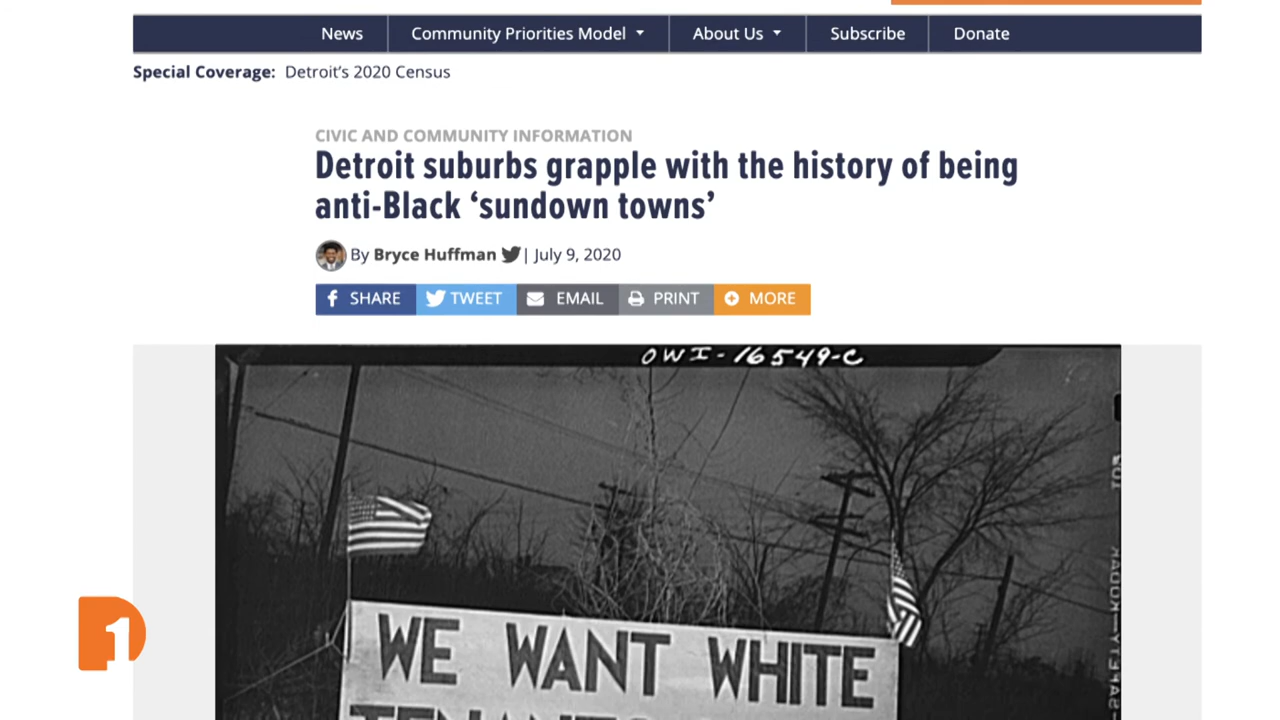 News Community Priorities Model About Us Subscribe Donate
Special Coverage: Detroit's 2020 Census
CIVIC AND COMMUNITY INFORMATION
Detroit suburbs grapple with the history of being
anti-Black ‘sundown towns’
By Bryce Huffman | July 9, 2020
SHARE TWEET EMAIL PRINT MORE
OWI-16549-C
WE WANT WHITE
TENANTS
1